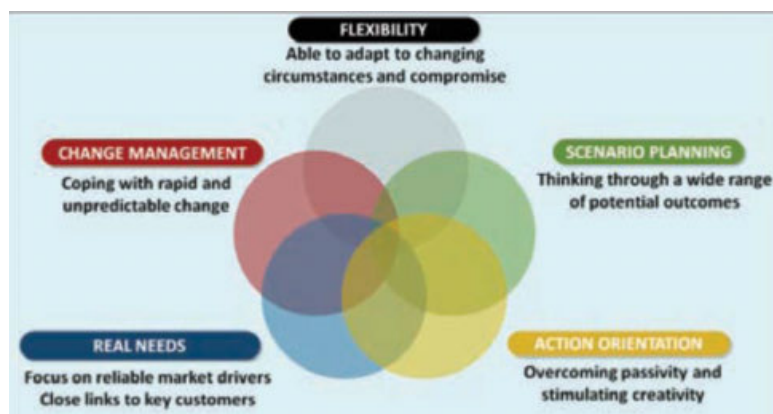 FLEXIBILITY
Able to adapt to changing
circumstances and compromise
CHANGE MANAGEMENT
Coping with rapid and
unpredictable change
SCENARIO PLANNING
Thinking through a wide range
of potential outcomes
REAL NEEDS
Focus on reliable market drivers
Close links to key customers
ACTION ORIENTATION
Overcoming passivity and
stimulating creativity